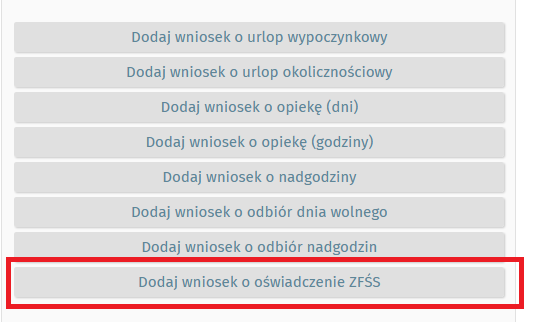 Dodaj wniosek o urlop wypoczynkowy
Dodaj wniosek o urlop okolicznościowy
Dodaj wniosek o opiekę (dni)
Dodaj wniosek o opiekę (godziny)
Dodaj wniosek o nadgodziny
Dodaj wniosek o odbiór dnia wolnego
Dodaj wniosek o odbiór nadgodzin
Dodaj wniosek o oświadczenie ZFŚS